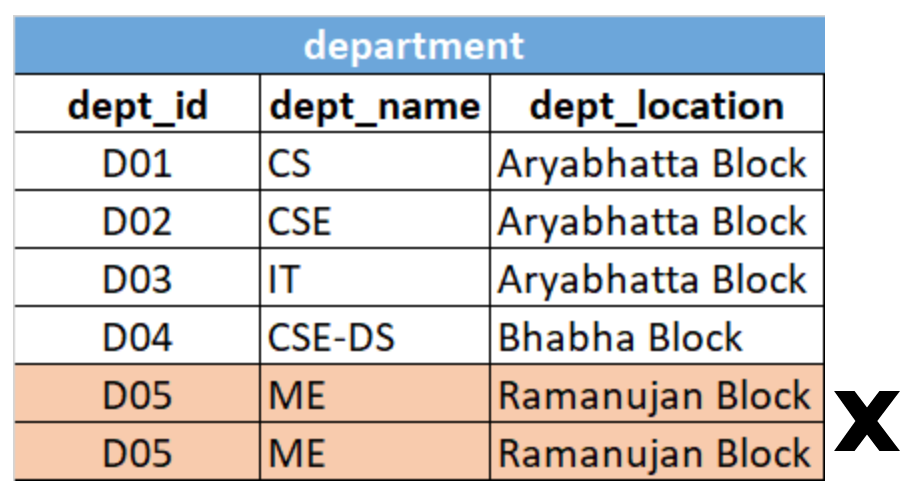 department
dept_id dept_name dept_location
D01 CS Aryabhatta Block
D02 CSE Aryabhatta Block
D03 IT Aryabhatta Block
D04 CSE-DS Bhabha Block
D05 ME Ramanujan Block
D05 ME Ramanujan Block
X